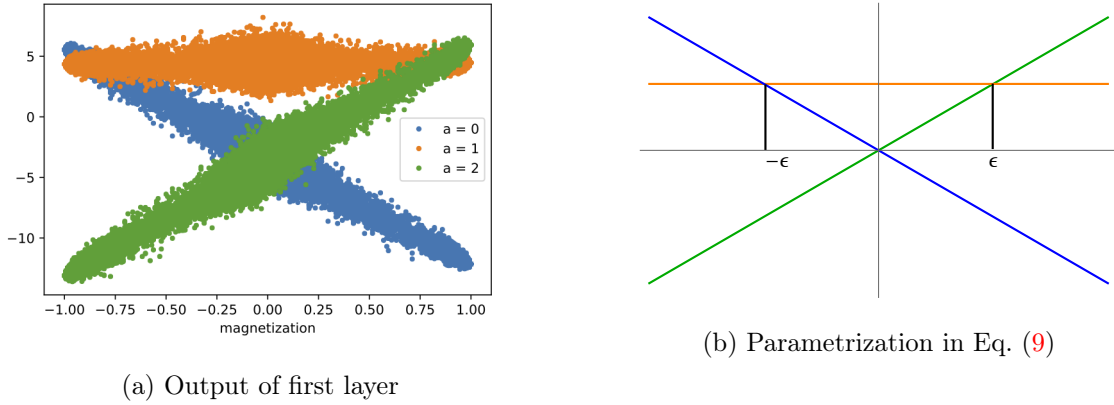 5
0
−5
−10
−1.00 −0.75 −0.50 −0.25 0.00 0.25 0.50 0.75 1.00
magnetization
a = 0
a = 1
a = 2
(a) Output of first layer
−ϵ
ϵ
(b) Parametrization in Eq. (9)